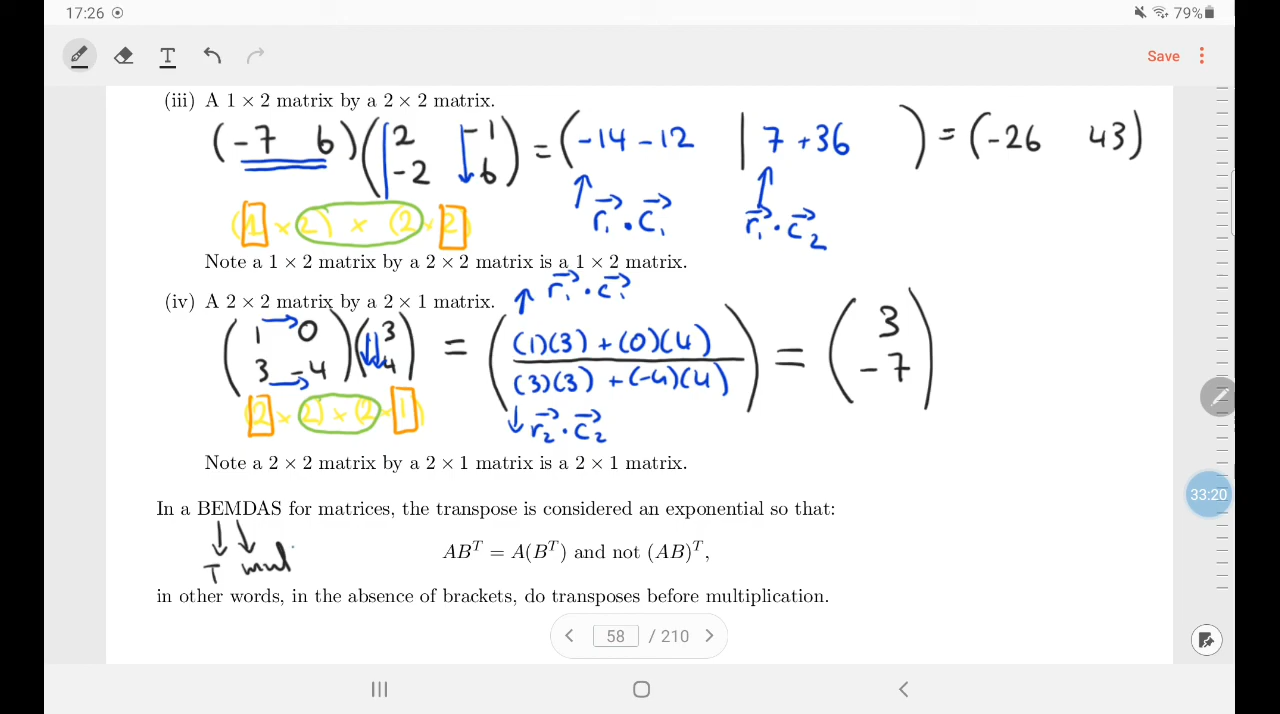 17:26 79%
T Save
(iii) A 1 × 2 matrix by a 2 × 2 matrix.
(-7 6)(2 -1 = (-14 -12 | 7 +36 ) = (-26 43)
-2 6)
r₁ . c₁ r₁ . c₂
(1 × 2) × (2 × 2)
Note a 1 × 2 matrix by a 2 × 2 matrix is a 1 × 2 matrix.
(iv) A 2 × 2 matrix by a 2 × 1 matrix. r₁ . c₁
(1 0)(3) = ((1)(3) + (0)(4)) = (3)
(3 -4)(4) ((3)(3) + (-4)(4)) (-7)
(2 × 2) × (2 × 1) r₂ . c₂
Note a 2 × 2 matrix by a 2 × 1 matrix is a 2 × 1 matrix.
In a BEMDAS for matrices, the transpose is considered an exponential so that:
T mul
ABᵀ = A(Bᵀ) and not (AB)ᵀ,
in other words, in the absence of brackets, do transposes before multiplication.
33:20
58 / 210